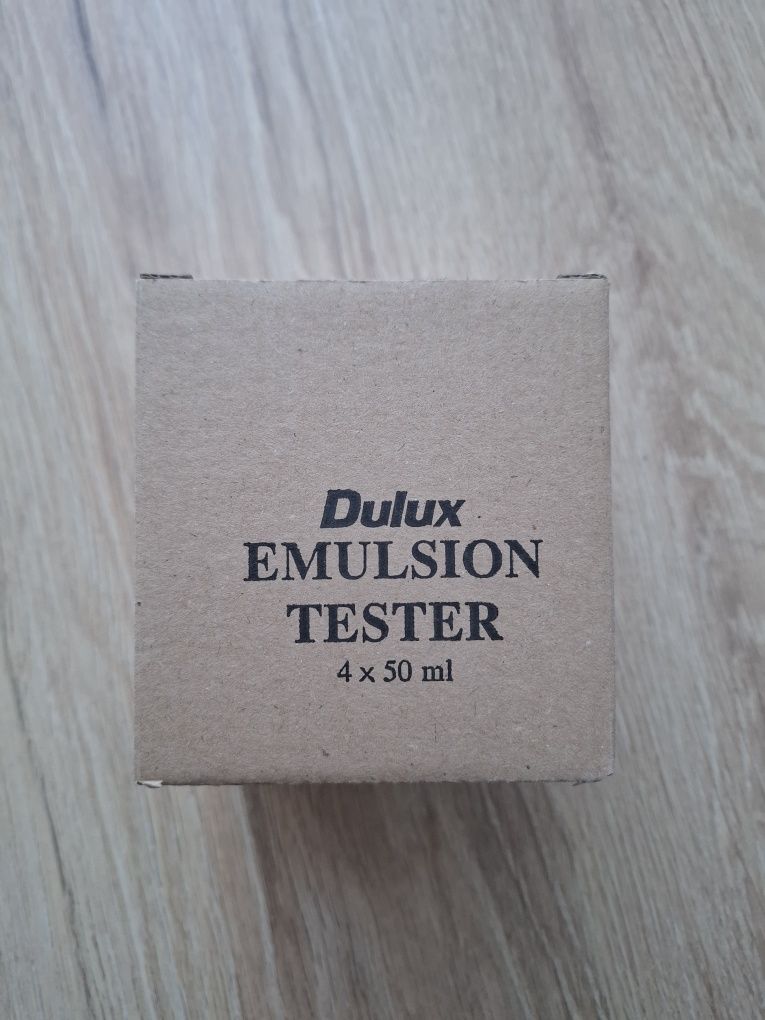 Dulux
EMULSION
TESTER
4 x 50 ml